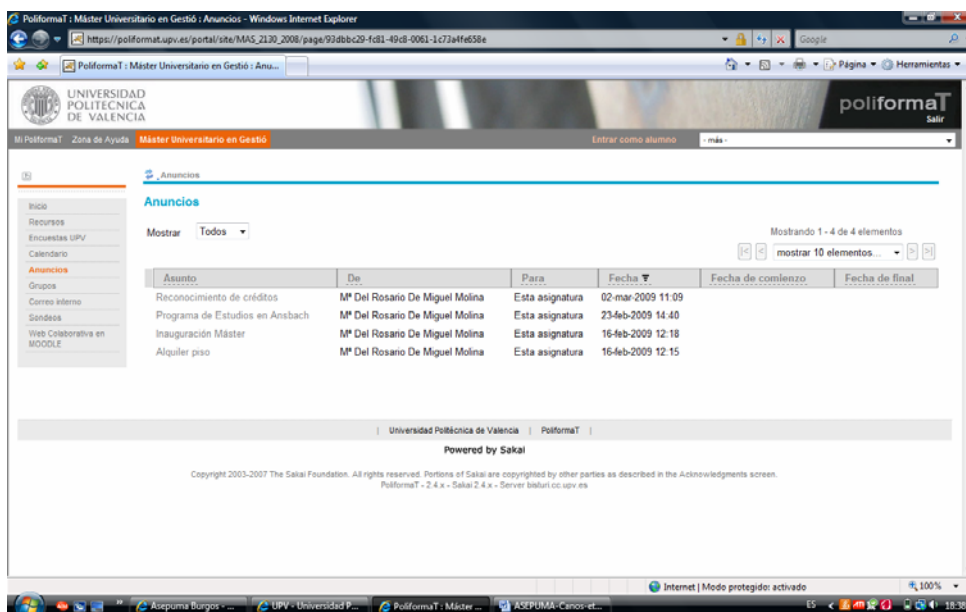 PoliformaT : Máster Universitario en Gestió : Anuncios - Windows Internet Explorer
https://poliformat.upv.es/portal/site/MAS_2130_2008/page/93dbbc29-fc81-49c8-0061-1c73a4fe658e
Google
PoliformaT : Máster Universitario en Gestió : Anu...
Página
Herramientas
UNIVERSIDAD
POLITECNICA
DE VALENCIA
poliformaT
Salir
Mi PoliformaT Zona de Ayuda Máster Universitario en Gestió Entrar como alumno - más -
Anuncios
Inicio
Recursos
Encuestas UPV
Calendario
Anuncios
Grupos
Correo interno
Sondeos
Web Colaborativa en
MOODLE
Anuncios
Mostrar Todos
Mostrando 1 - 4 de 4 elementos
|< < mostrar 10 elementos... > >|
Asunto De Para Fecha Fecha de comienzo Fecha de final
Reconocimiento de créditos Mª Del Rosario De Miguel Molina Esta asignatura 02-mar-2009 11:09
Programa de Estudios en Ansbach Mª Del Rosario De Miguel Molina Esta asignatura 23-feb-2009 14:40
Inauguración Máster Mª Del Rosario De Miguel Molina Esta asignatura 16-feb-2009 12:18
Alquiler piso Mª Del Rosario De Miguel Molina Esta asignatura 16-feb-2009 12:15
| Universidad Politécnica de Valencia | PoliformaT |
Powered by Sakai
Copyright 2003-2007 The Sakai Foundation. All rights reserved. Portions of Sakai are copyrighted by other parties as described in the Acknowledgments screen.
PoliformaT - 2.4.x - Sakai 2.4.x - Server bisturi.cc.upv.es
Internet | Modo protegido: activado 100%
Asepuma Burgos - ... UPV - Universidad P... PoliformaT : Máster ... ASEPUMA-Canos-et... ES 18:38